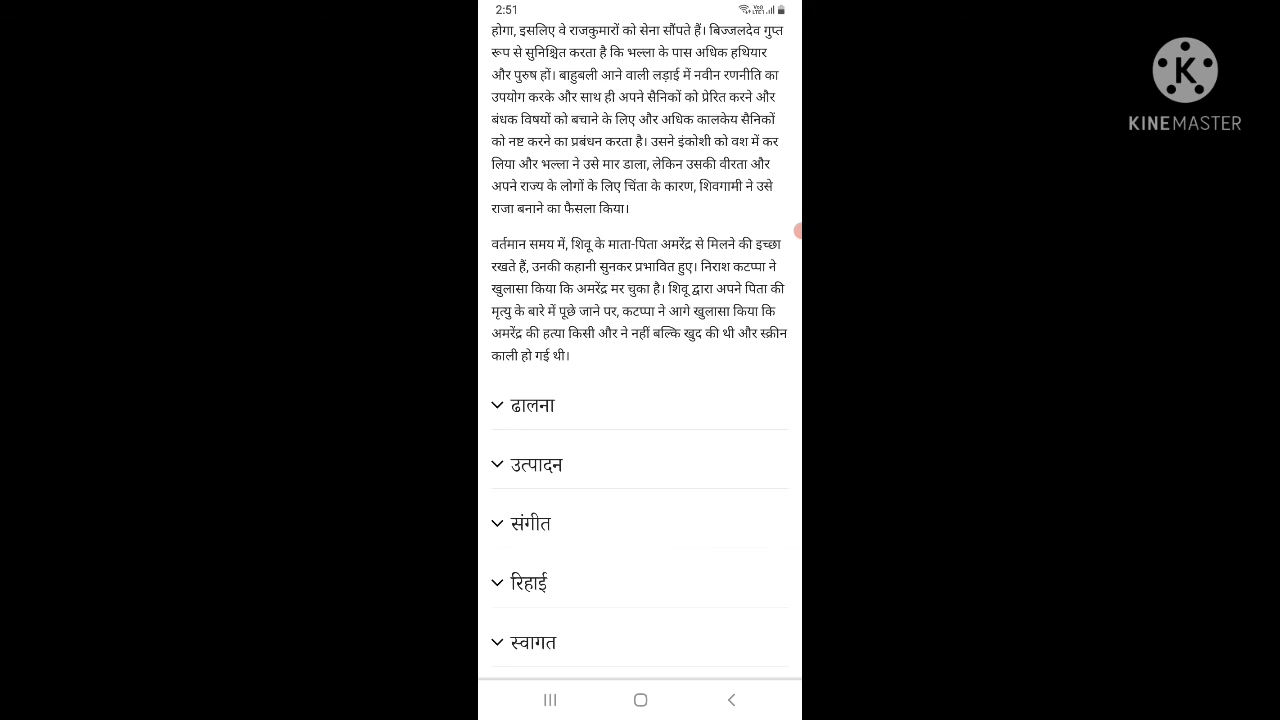 2:51
होगा, इसलिए वे राजकुमारों को सेना सौंपते हैं। बिज्जलदेव गुप्त
रूप से सुनिश्चित करता है कि भल्ला के पास अधिक हथियार
और पुरुष हों। बाहुबली आने वाली लड़ाई में नवीन रणनीति का
उपयोग करके और साथ ही अपने सैनिकों को प्रेरित करने और
बंधक विषयों को बचाने के लिए और अधिक कालकेय सैनिकों
को नष्ट करने का प्रबंधन करता है। उसने इंकोशी को वश में कर
लिया और भल्ला ने उसे मार डाला, लेकिन उसकी वीरता और
अपने राज्य के लोगों के लिए चिंता के कारण, शिवगामी ने उसे
राजा बनाने का फैसला किया।
वर्तमान समय में, शिवू के माता-पिता अमरेंद्र से मिलने की इच्छा
रखते हैं, उनकी कहानी सुनकर प्रभावित हुए। निराश कटप्पा ने
खुलासा किया कि अमरेंद्र मर चुका है। शिवू द्वारा अपने पिता की
मृत्यु के बारे में पूछे जाने पर, कटप्पा ने आगे खुलासा किया कि
अमरेंद्र की हत्या किसी और ने नहीं बल्कि खुद की थी और स्क्रीन
काली हो गई थी।
ढालना
उत्पादन
संगीत
रिहाई
स्वागत
K
KINEMASTER